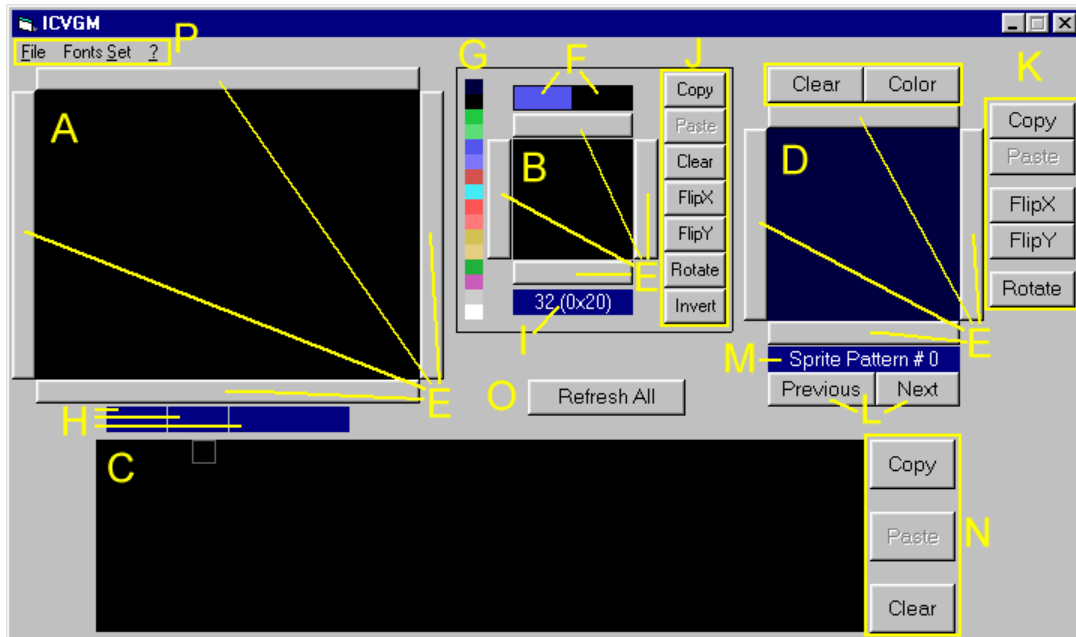 ICVGM
File Fonts Set ? P
G F J K
Clear Color
A
Copy
Paste
Clear
FlipX
FlipY
Rotate
Invert
B
E
32 (0x20)
I
D
Copy
Paste
FlipX
FlipY
Rotate
E
M Sprite Pattern # 0
Previous Next
L
E
O Refresh All
H
C
Copy
Paste
Clear
N